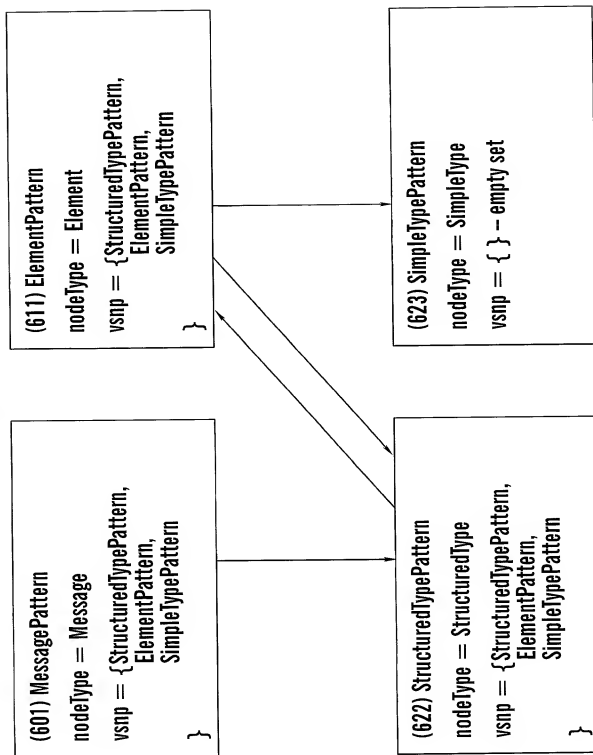 (601) MessagePattern
nodeType = Message
vsnp = {StructuredTypePattern,
ElementPattern,
SimpleTypePattern
}
(611) ElementPattern
nodeType = Element
vsnp = {StructuredTypePattern,
ElementPattern,
SimpleTypePattern
}
(622) StructuredTypePattern
nodeType = StructuredType
vsnp = {StructuredTypePattern,
ElementPattern,
SimpleTypePattern
}
(623) SimpleTypePattern
nodeType = SimpleType
vsnp = { } – empty set